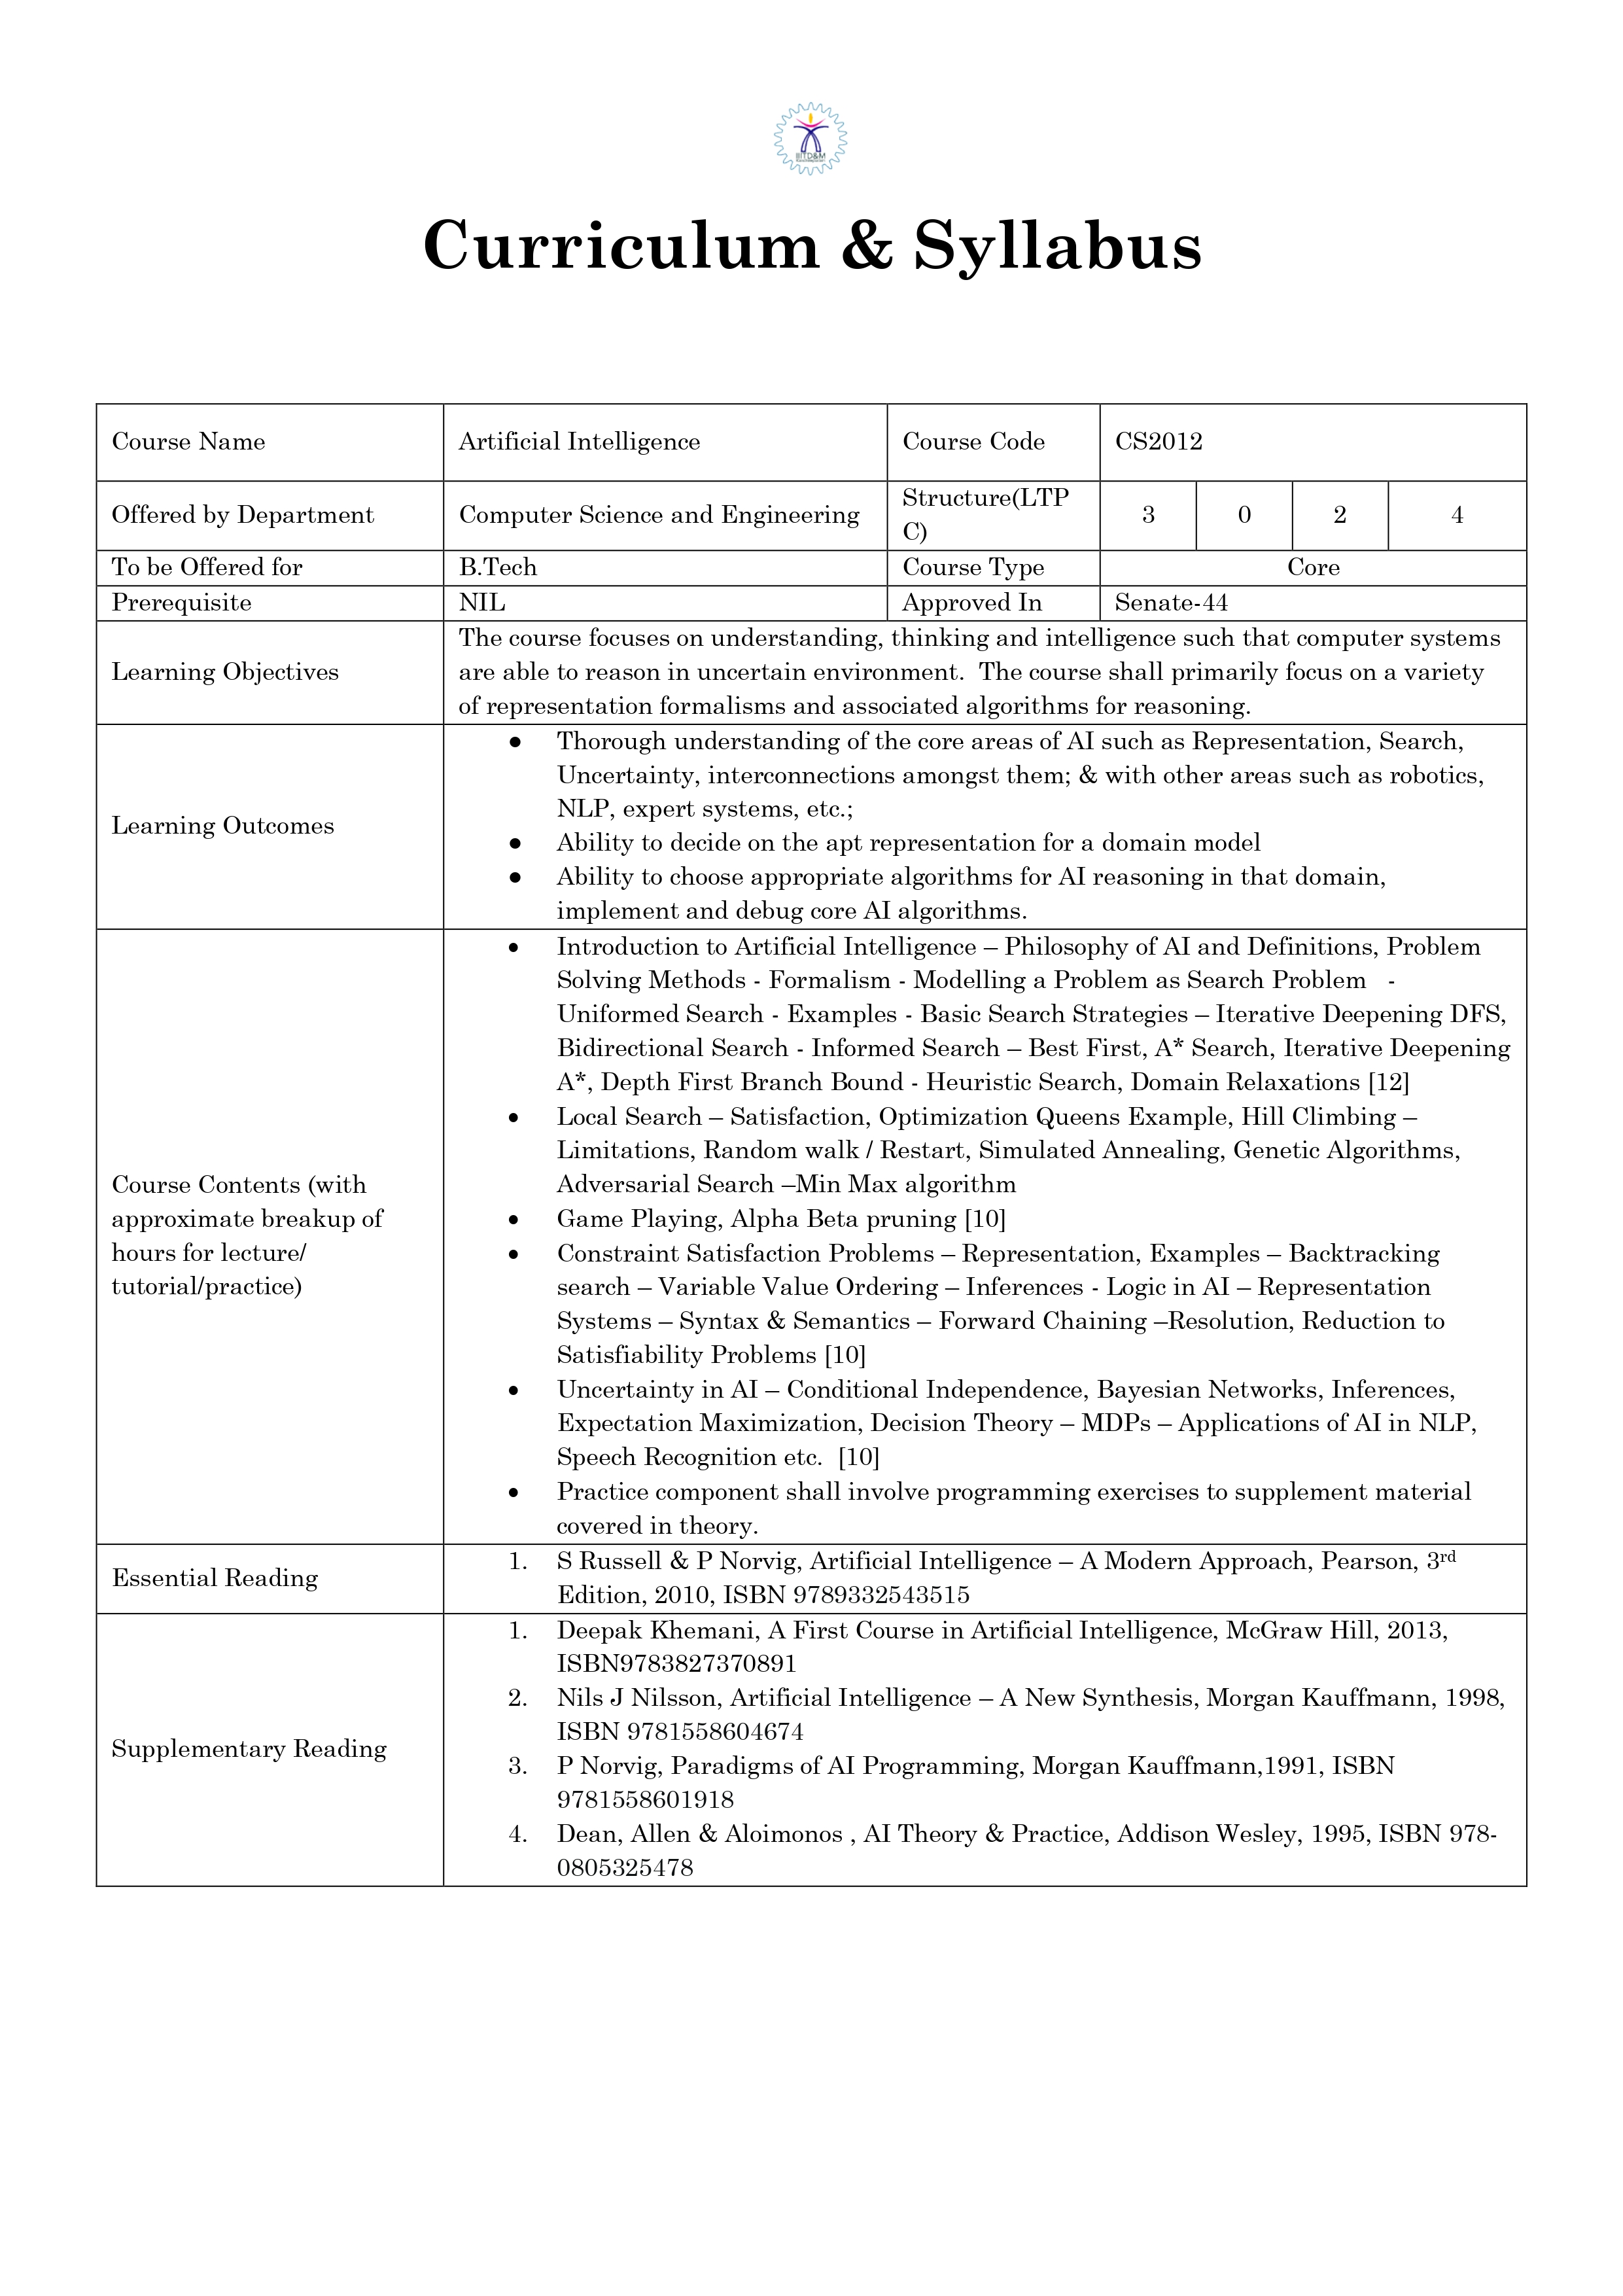 IITD&M
Curriculum & Syllabus
Course Name
Artificial Intelligence
Course Code
CS2012
Offered by Department
Computer Science and Engineering
Structure(LTP
C)
3
0
2
4
To be Offered for
B.Tech
Course Type
Core
Prerequisite
NIL
Approved In
Senate-44
Learning Objectives
The course focuses on understanding, thinking and intelligence such that computer systems
are able to reason in uncertain environment.  The course shall primarily focus on a variety
of representation formalisms and associated algorithms for reasoning.
Learning Outcomes
● Thorough understanding of the core areas of AI such as Representation, Search,
Uncertainty, interconnections amongst them; & with other areas such as robotics,
NLP, expert systems, etc.;
● Ability to decide on the apt representation for a domain model
● Ability to choose appropriate algorithms for AI reasoning in that domain,
implement and debug core AI algorithms.
Course Contents (with
approximate breakup of
hours for lecture/
tutorial/practice)
• Introduction to Artificial Intelligence – Philosophy of AI and Definitions, Problem
Solving Methods - Formalism - Modelling a Problem as Search Problem   -
Uniformed Search - Examples - Basic Search Strategies – Iterative Deepening DFS,
Bidirectional Search - Informed Search – Best First, A* Search, Iterative Deepening
A*, Depth First Branch Bound - Heuristic Search, Domain Relaxations [12]
• Local Search – Satisfaction, Optimization Queens Example, Hill Climbing –
Limitations, Random walk / Restart, Simulated Annealing, Genetic Algorithms,
Adversarial Search –Min Max algorithm
• Game Playing, Alpha Beta pruning [10]
• Constraint Satisfaction Problems – Representation, Examples – Backtracking
search – Variable Value Ordering – Inferences - Logic in AI – Representation
Systems – Syntax & Semantics – Forward Chaining –Resolution, Reduction to
Satisfiability Problems [10]
• Uncertainty in AI – Conditional Independence, Bayesian Networks, Inferences,
Expectation Maximization, Decision Theory – MDPs – Applications of AI in NLP,
Speech Recognition etc.  [10]
• Practice component shall involve programming exercises to supplement material
covered in theory.
Essential Reading
1. S Russell & P Norvig, Artificial Intelligence – A Modern Approach, Pearson, 3rd
Edition, 2010, ISBN 9789332543515
Supplementary Reading
1. Deepak Khemani, A First Course in Artificial Intelligence, McGraw Hill, 2013,
ISBN9783827370891
2. Nils J Nilsson, Artificial Intelligence – A New Synthesis, Morgan Kauffmann, 1998,
ISBN 9781558604674
3. P Norvig, Paradigms of AI Programming, Morgan Kauffmann,1991, ISBN
9781558601918
4. Dean, Allen & Aloimonos , AI Theory & Practice, Addison Wesley, 1995, ISBN 978-
0805325478